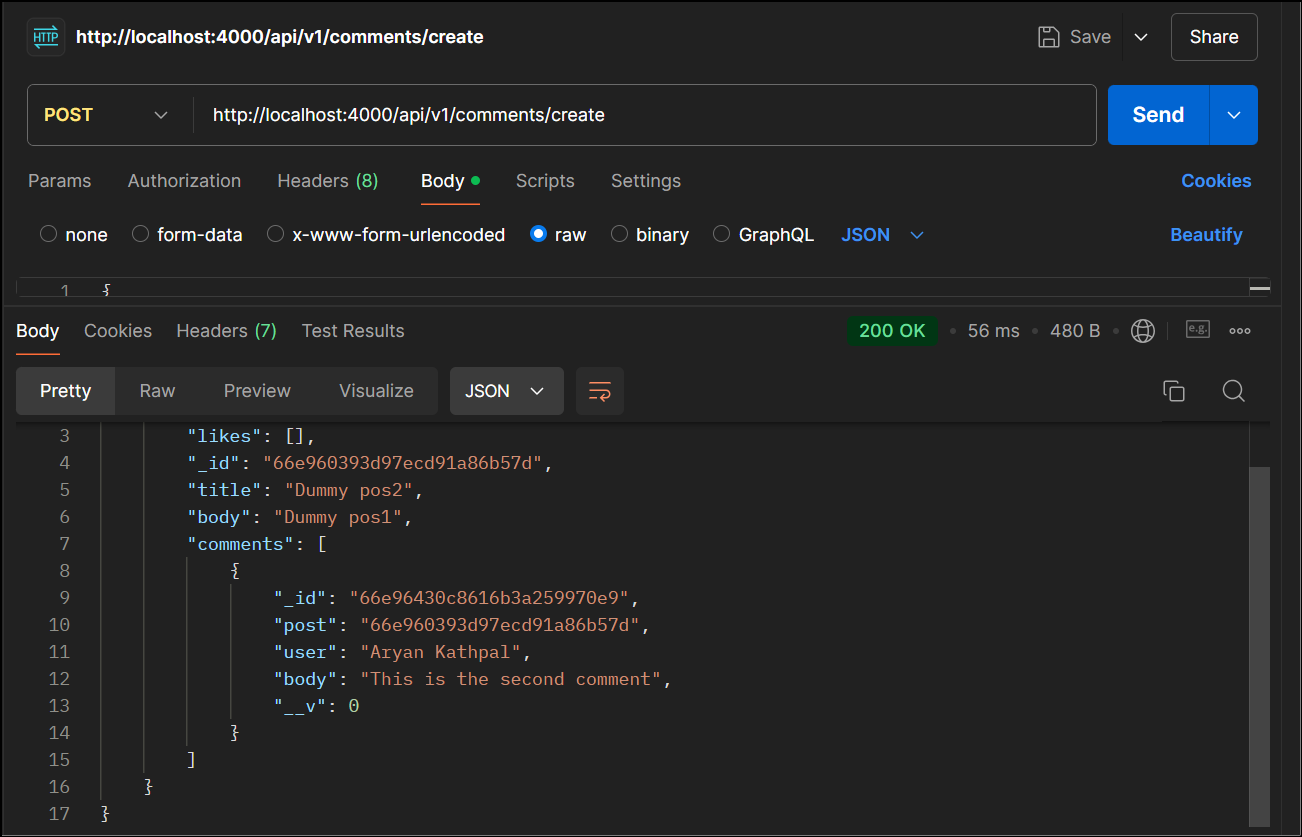 HTTP http://localhost:4000/api/v1/comments/create Save Share
POST http://localhost:4000/api/v1/comments/create Send
Params Authorization Headers (8) Body Scripts Settings Cookies
none form-data x-www-form-urlencoded raw binary GraphQL JSON Beautify
1 {
Body Cookies Headers (7) Test Results 200 OK • 56 ms • 480 B • e.g. ooo
Pretty Raw Preview Visualize JSON
3 "likes": [],
4 "_id": "66e960393d97ecd91a86b57d",
5 "title": "Dummy pos2",
6 "body": "Dummy pos1",
7 "comments": [
8 {
9 "_id": "66e96430c8616b3a259970e9",
10 "post": "66e960393d97ecd91a86b57d",
11 "user": "Aryan Kathpal",
12 "body": "This is the second comment",
13 "__v": 0
14 }
15 ]
16 }
17 }